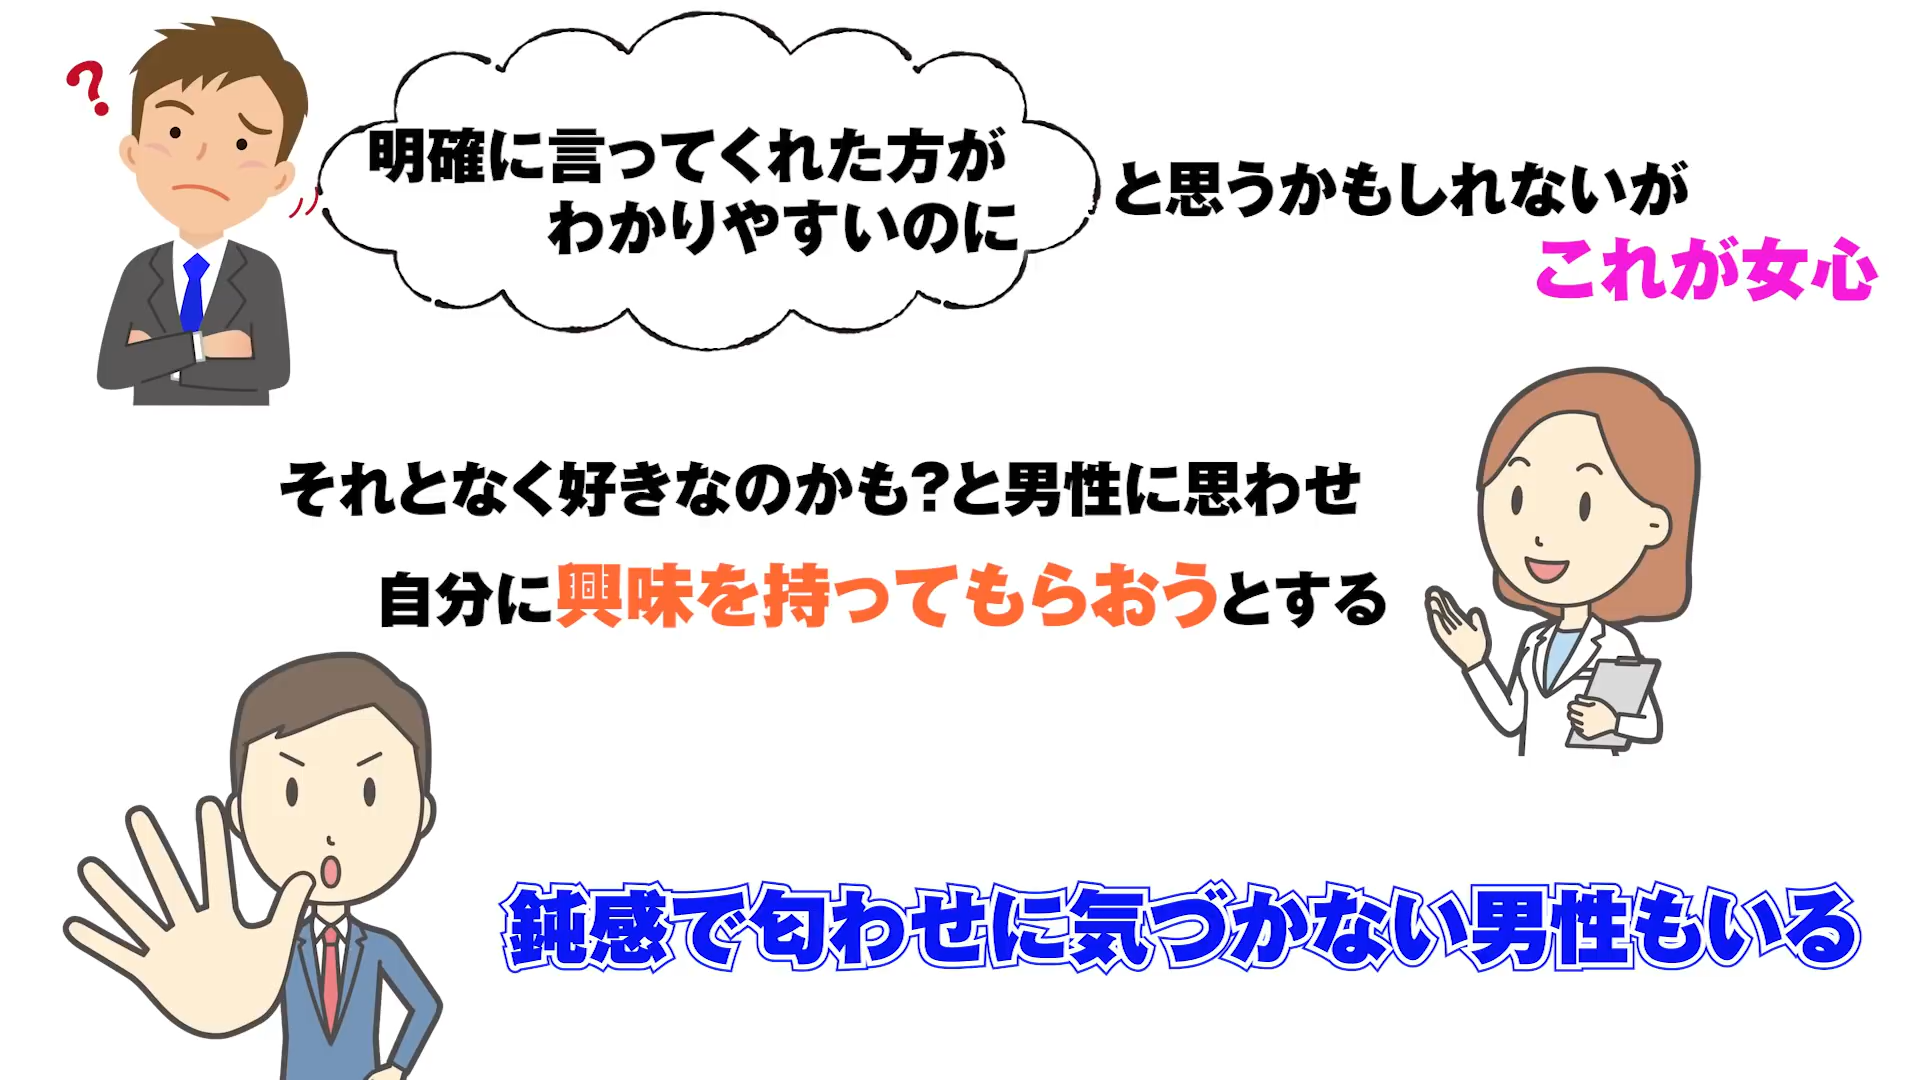 ?
明確に言ってくれた方が
わかりやすいのに
と思うかもしれないが
これが女心
それとなく好きなのかも?と男性に思わせ
自分に興味を持ってもらおうとする
鈍感で匂わせに気づかない男性もいる